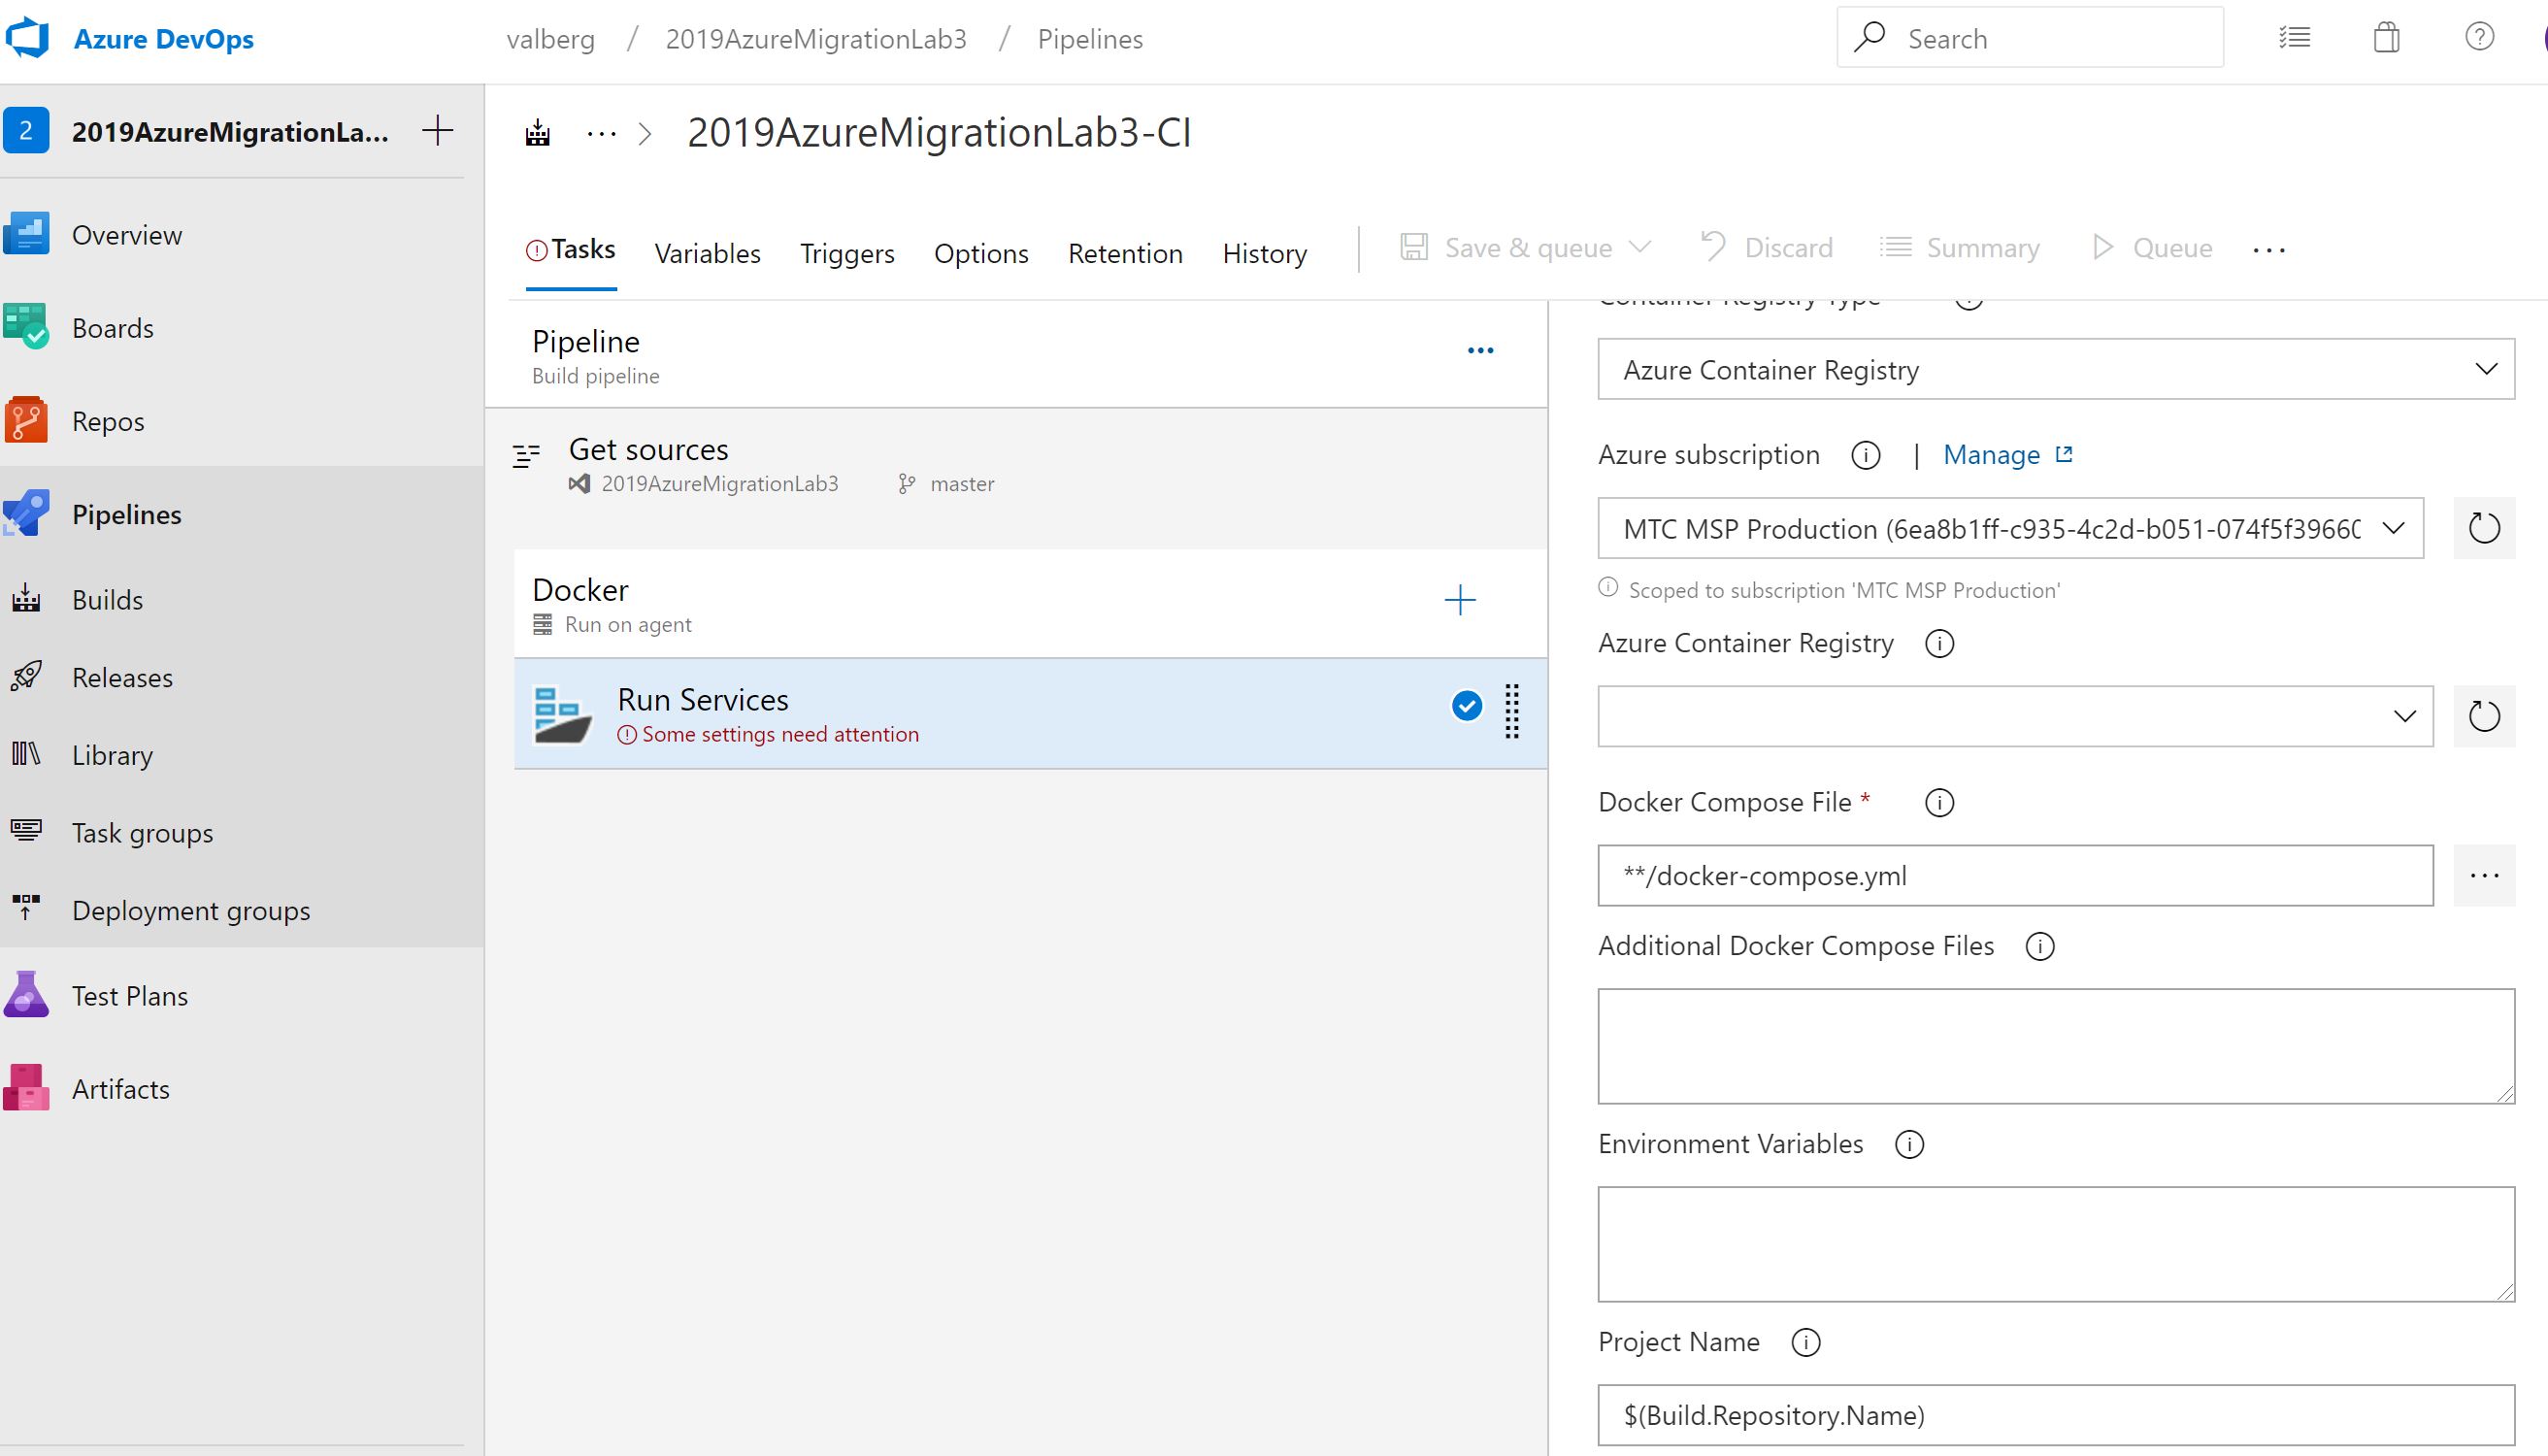 Azure DevOps
valberg / 2019AzureMigrationLab3 / Pipelines
Search
2
2019AzureMigrationLa...
Overview
Boards
Repos
Pipelines
Builds
Releases
Library
Task groups
Deployment groups
Test Plans
Artifacts
... > 2019AzureMigrationLab3-CI
Tasks Variables Triggers Options Retention History | Save & queue Discard Summary Queue ...
Pipeline
Build pipeline
Get sources
2019AzureMigrationLab3 master
Docker
Run on agent
Run Services
Some settings need attention
Container Registry Type
Azure Container Registry
Azure subscription | Manage
MTC MSP Production (6ea8b1ff-c935-4c2d-b051-074f5f3966
Scoped to subscription 'MTC MSP Production'
Azure Container Registry
Docker Compose File *
**/docker-compose.yml
...
Additional Docker Compose Files
Environment Variables
Project Name
$(Build.Repository.Name)